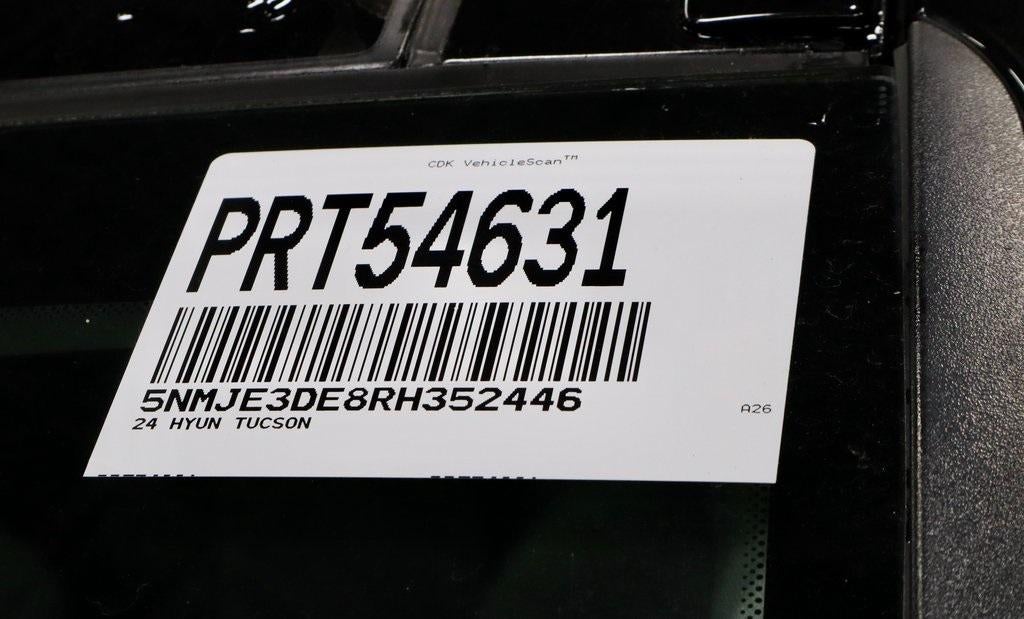 CDK VehicleScan™
PRT54631
5NMJE3DE8RH352446
24 HYUN TUCSON
A26